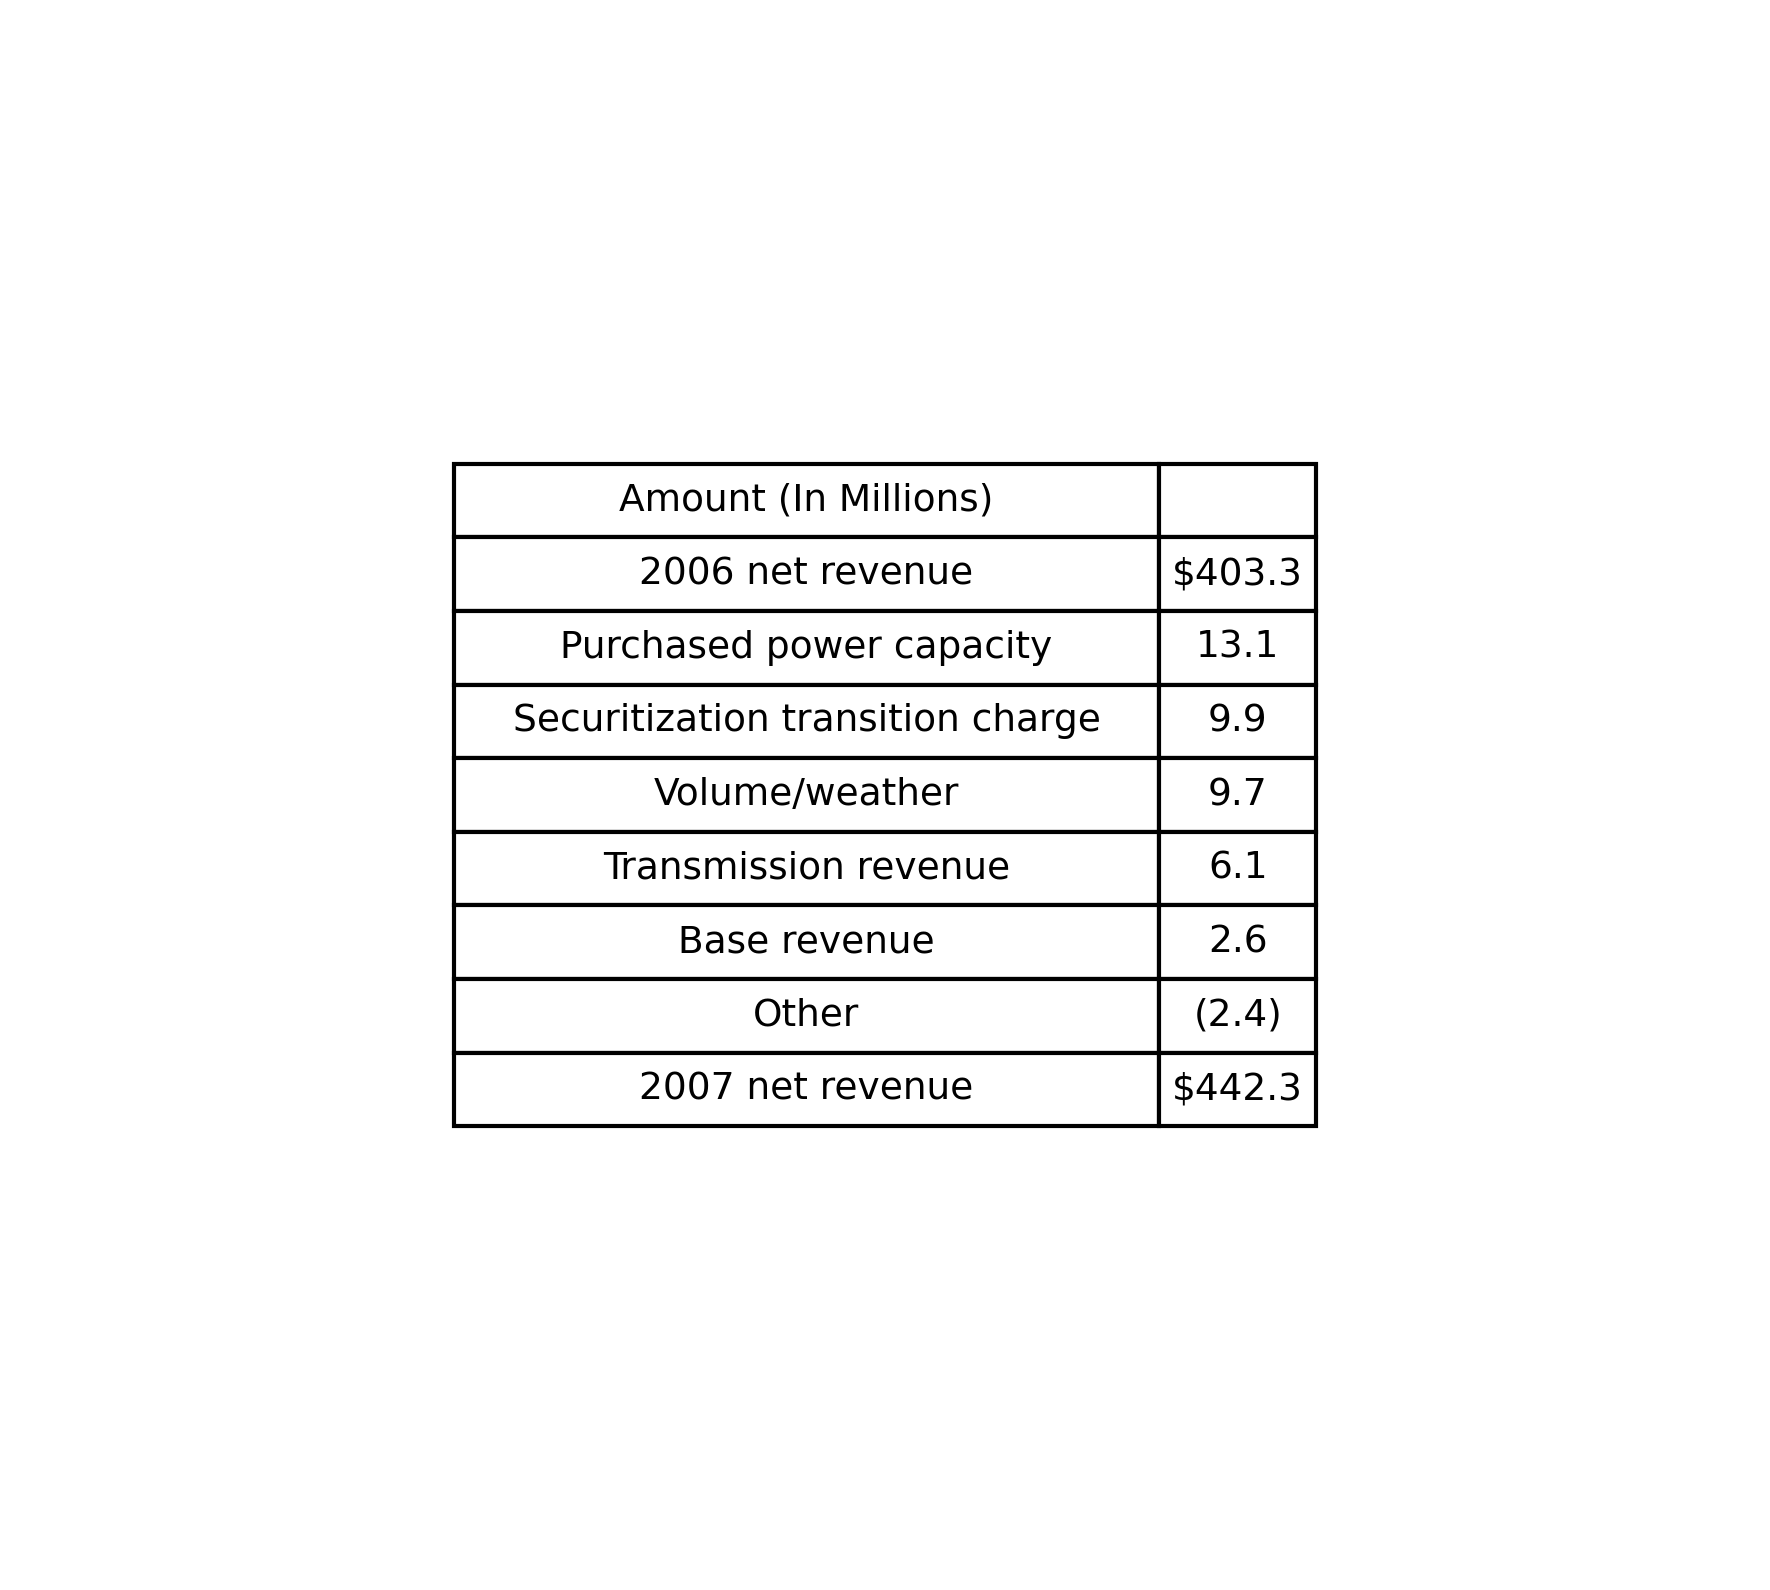 Amount (In Millions)
2006 net revenue $403.3
Purchased power capacity 13.1
Securitization transition charge 9.9
Volume/weather 9.7
Transmission revenue 6.1
Base revenue 2.6
Other (2.4)
2007 net revenue $442.3